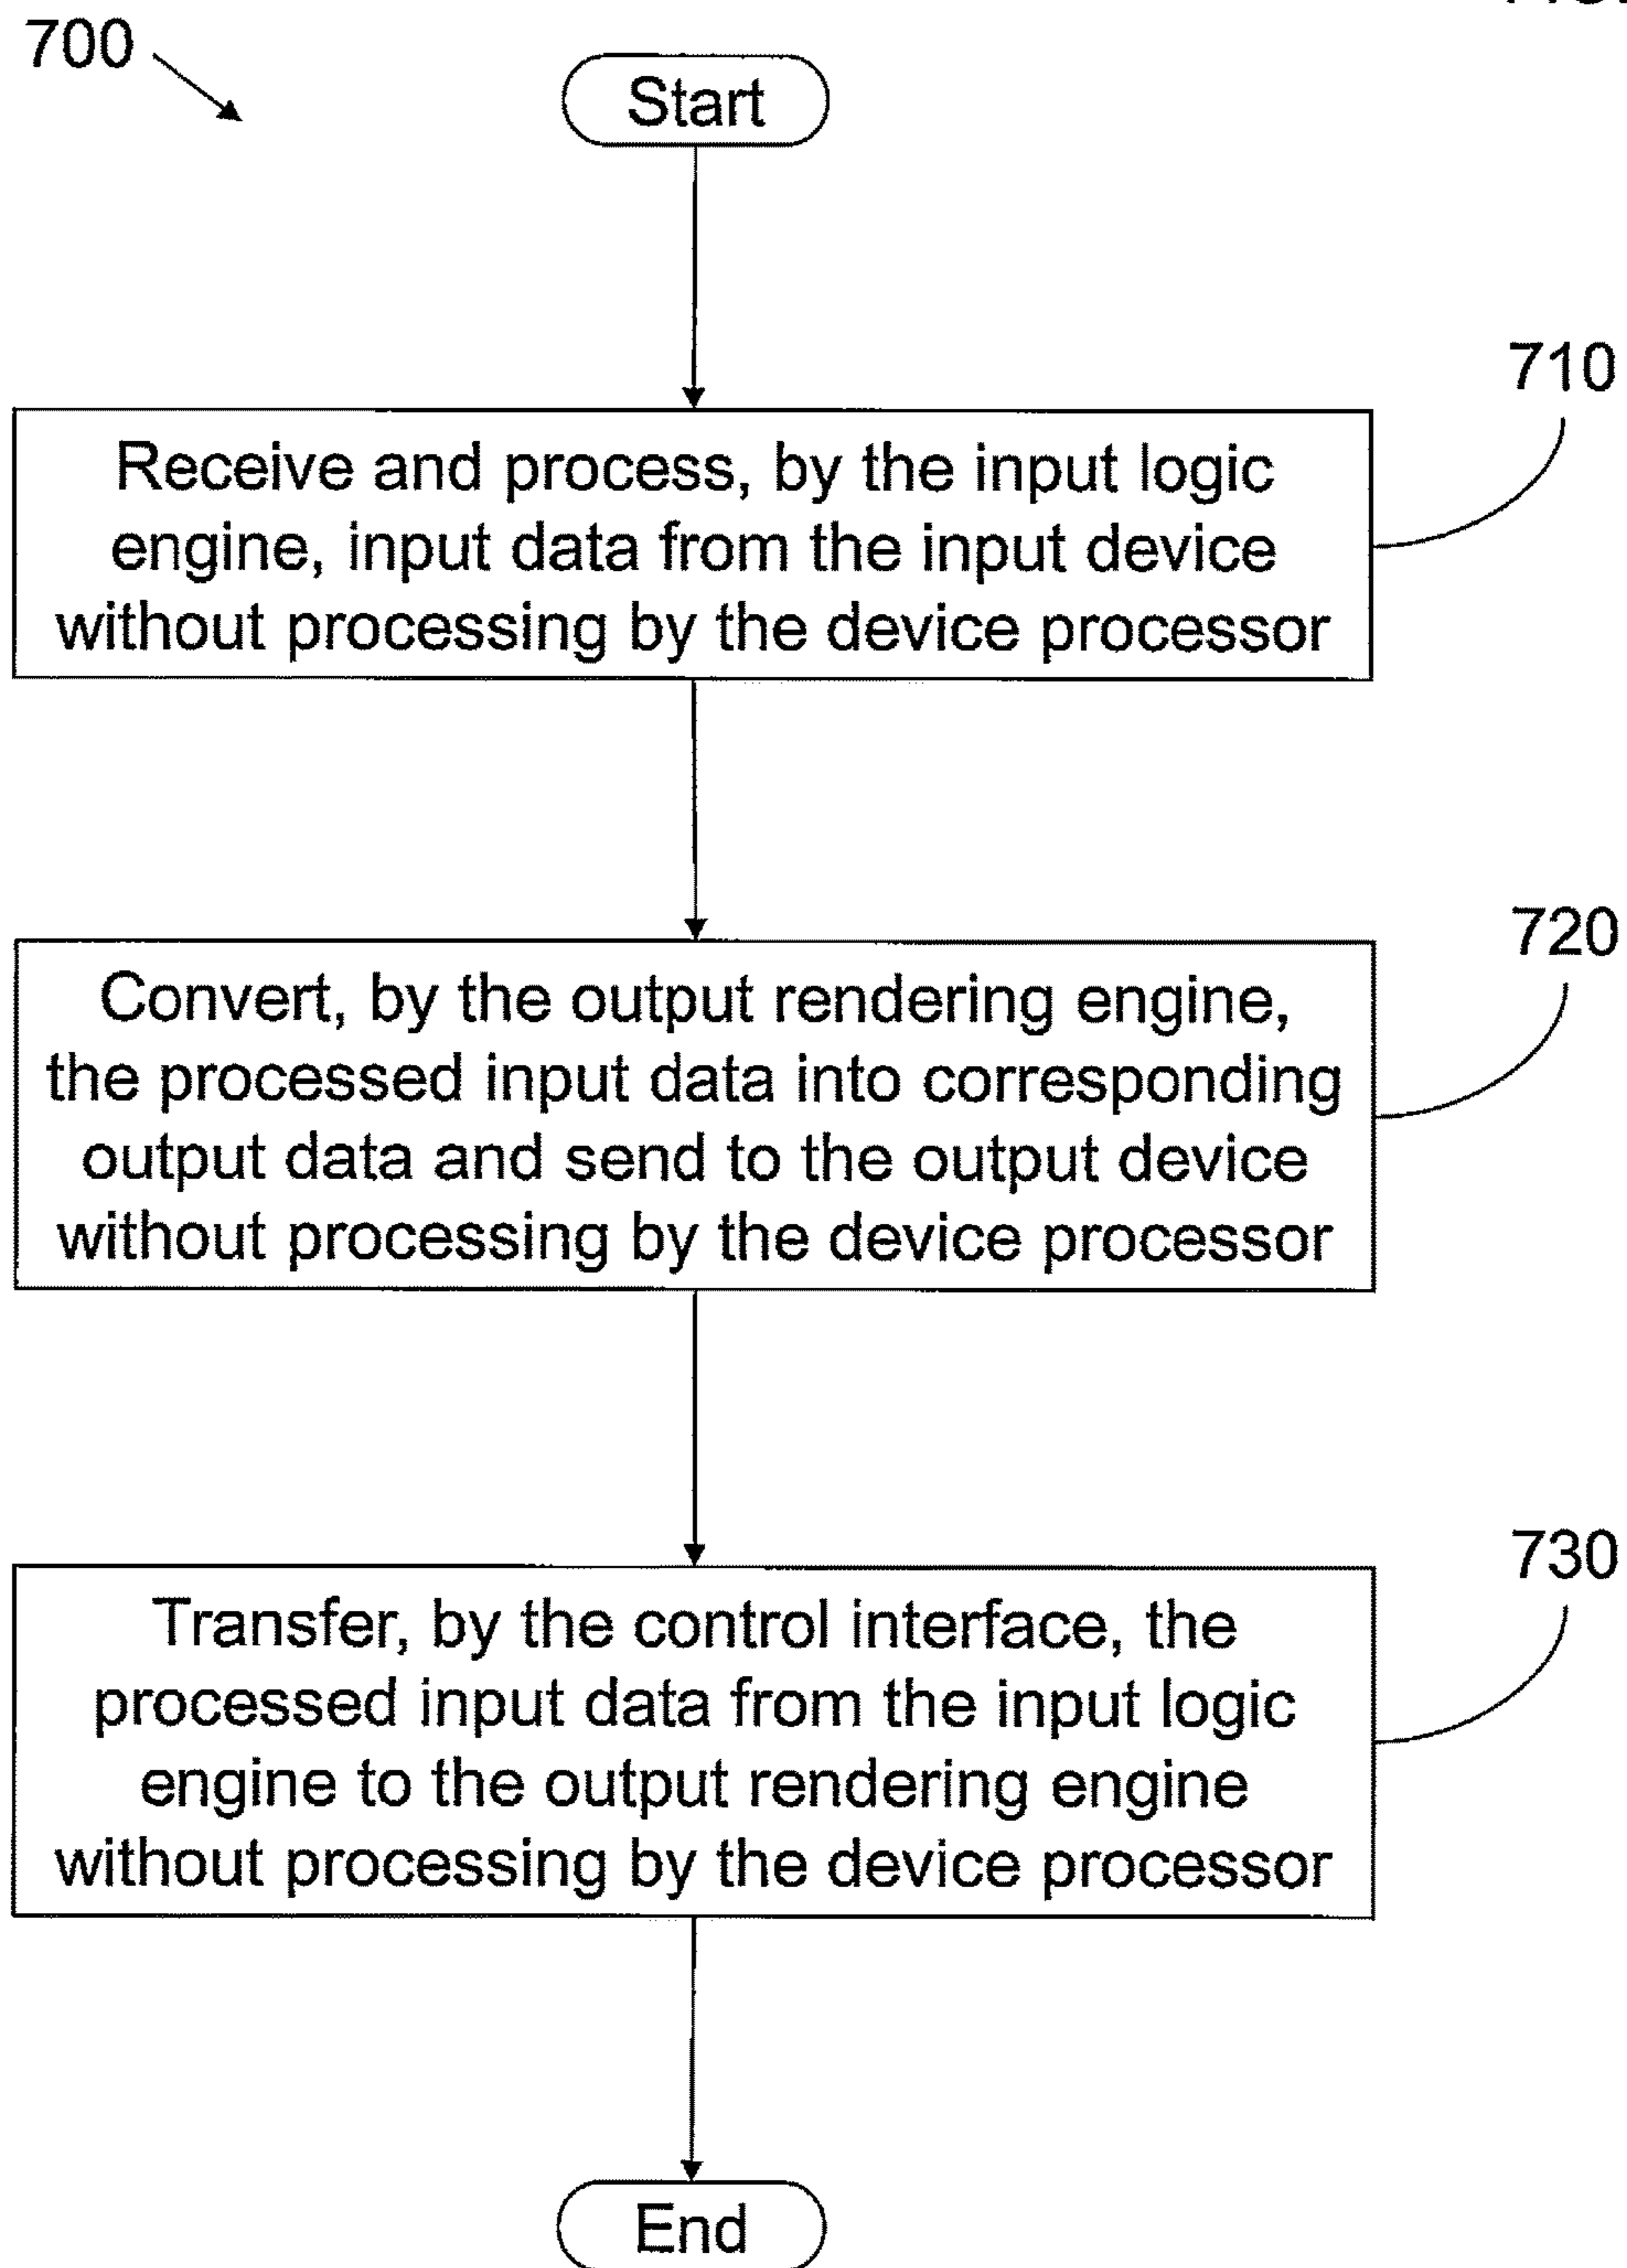 700
Start
710
Receive and process, by the input logic
engine, input data from the input device
without processing by the device processor
720
Convert, by the output rendering engine,
the processed input data into corresponding
output data and send to the output device
without processing by the device processor
730
Transfer, by the control interface, the
processed input data from the input logic
engine to the output rendering engine
without processing by the device processor
End